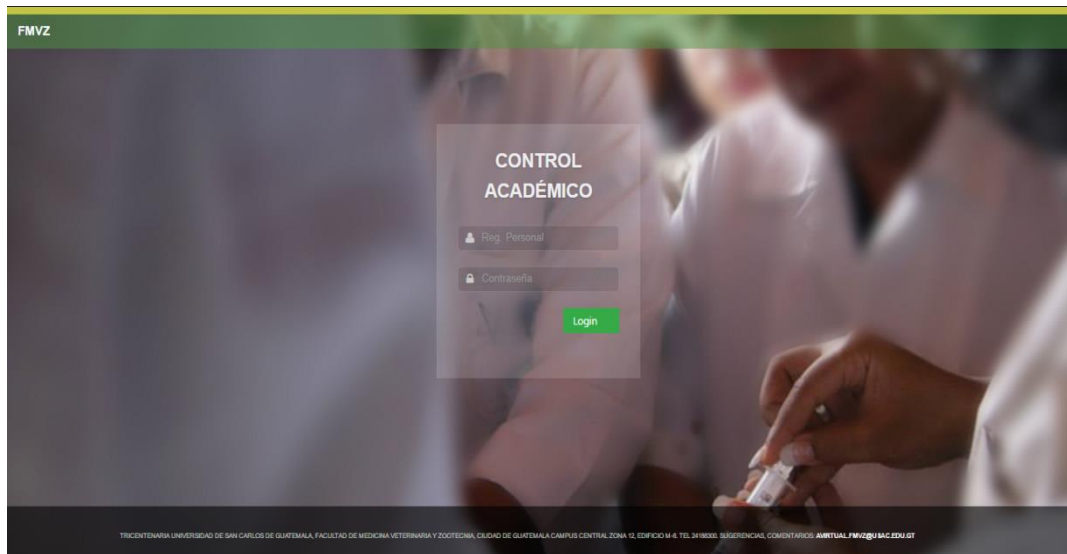 FMVZ
CONTROL
ACADÉMICO
Reg. Personal
Contraseña
Login
TRICENTENARIA UNIVERSIDAD DE SAN CARLOS DE GUATEMALA, FACULTAD DE MEDICINA VETERINARIA Y ZOOTECNIA, CIUDAD DE GUATEMALA CAMPUS CENTRAL ZONA 12, EDIFICIO M-6. TEL 24188300. SUGERENCIAS, COMENTARIOS: AVIRTUAL.FMVZ@USAC.EDU.GT